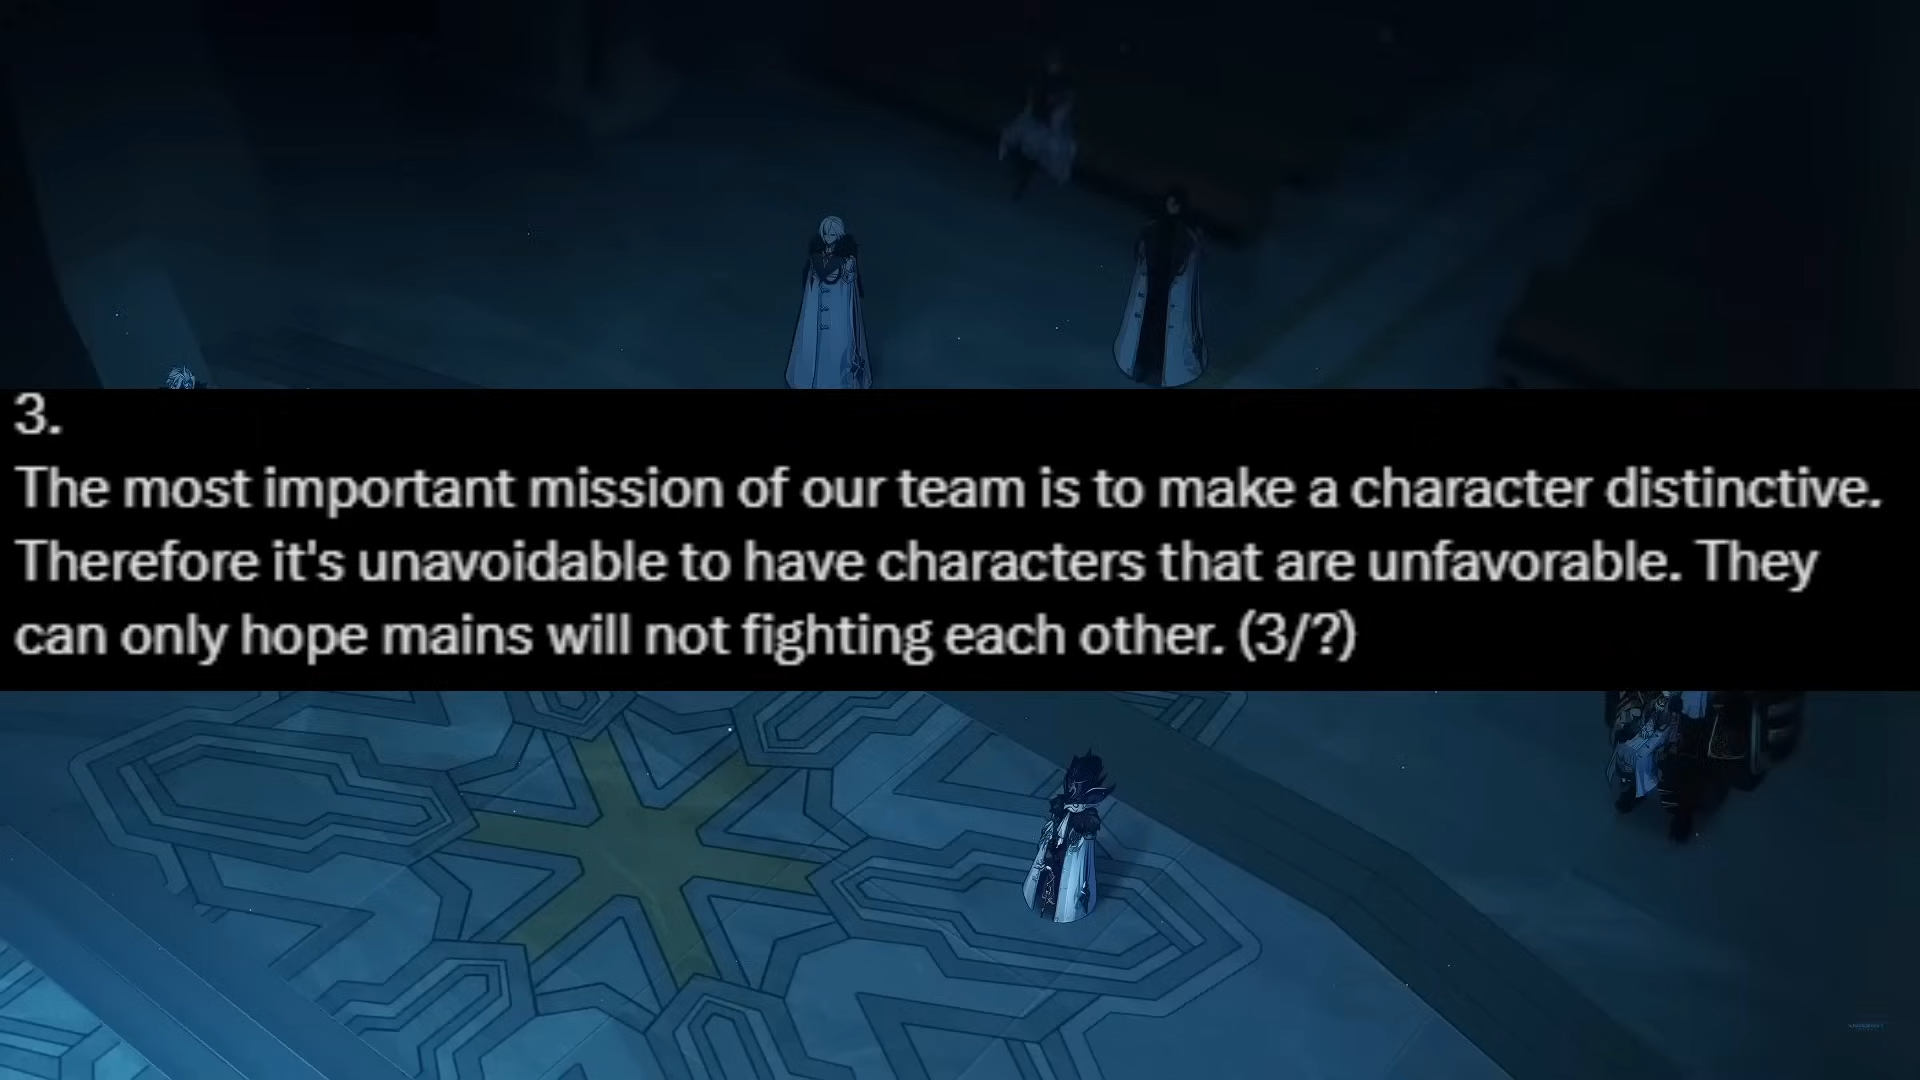 3.
The most important mission of our team is to make a character distinctive.
Therefore it's unavoidable to have characters that are unfavorable. They
can only hope mains will not fighting each other. (3/?)